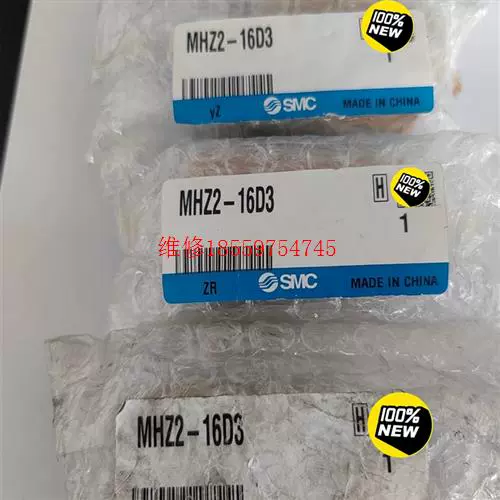 MHZ2-16D3
100%
NEW
1
yZ
SMC
MADE IN CHINA
MHZ2-16D3
H
100%
NEW
1
维修18559754745
ZR
SMC
MADE IN CHINA
MHZ2-16D3
H
100%
NEW
1